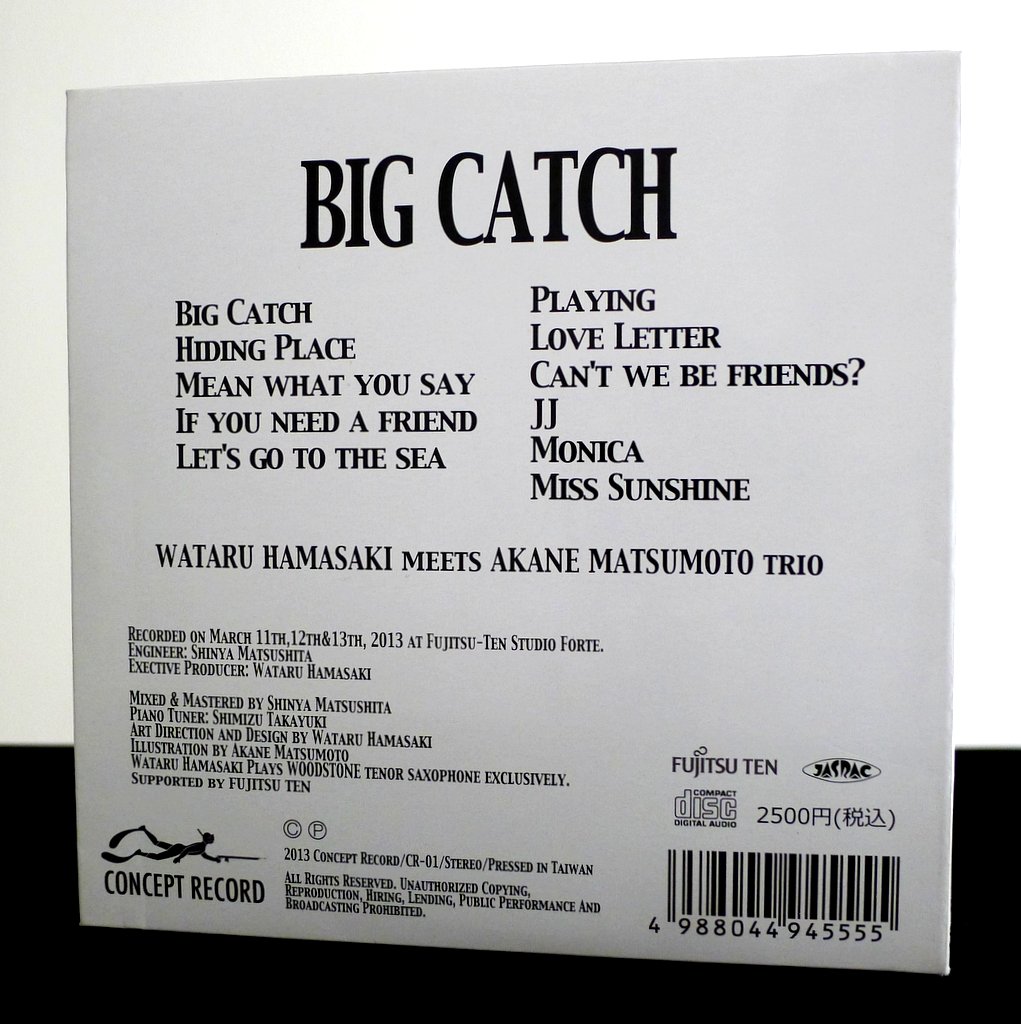 BIG CATCH
BIG CATCH
HIDING PLACE
MEAN WHAT YOU SAY
IF YOU NEED A FRIEND
LET'S GO TO THE SEA
PLAYING
LOVE LETTER
CAN'T WE BE FRIENDS?
JJ
MONICA
MISS SUNSHINE
WATARU HAMASAKI MEETS AKANE MATSUMOTO TRIO
RECORDED ON MARCH 11TH,12TH&13TH, 2013 AT FUJITSU-TEN STUDIO FORTE.
ENGINEER: SHINYA MATSUSHITA
EXECTIVE PRODUCER: WATARU HAMASAKI
MIXED & MASTERED BY SHINYA MATSUSHITA
PIANO TUNER: SHIMIZU TAKAYUKI
ART DIRECTION AND DESIGN BY WATARU HAMASAKI
ILLUSTRATION BY AKANE MATSUMOTO
WATARU HAMASAKI PLAYS WOODSTONE TENOR SAXOPHONE EXCLUSIVELY.
SUPPORTED BY FUJITSU TEN
FUJITSU TEN
JASRAC
COMPACT
disc
DIGITAL AUDIO
2500円(税込)
CONCEPT RECORD
© ℗
2013 CONCEPT RECORD/CR-01/STEREO/PRESSED IN TAIWAN
ALL RIGHTS RESERVED. UNAUTHORIZED COPYING,
REPRODUCTION, HIRING, LENDING, PUBLIC PERFORMANCE AND
BROADCASTING PROHIBITED.
4 988044 945555